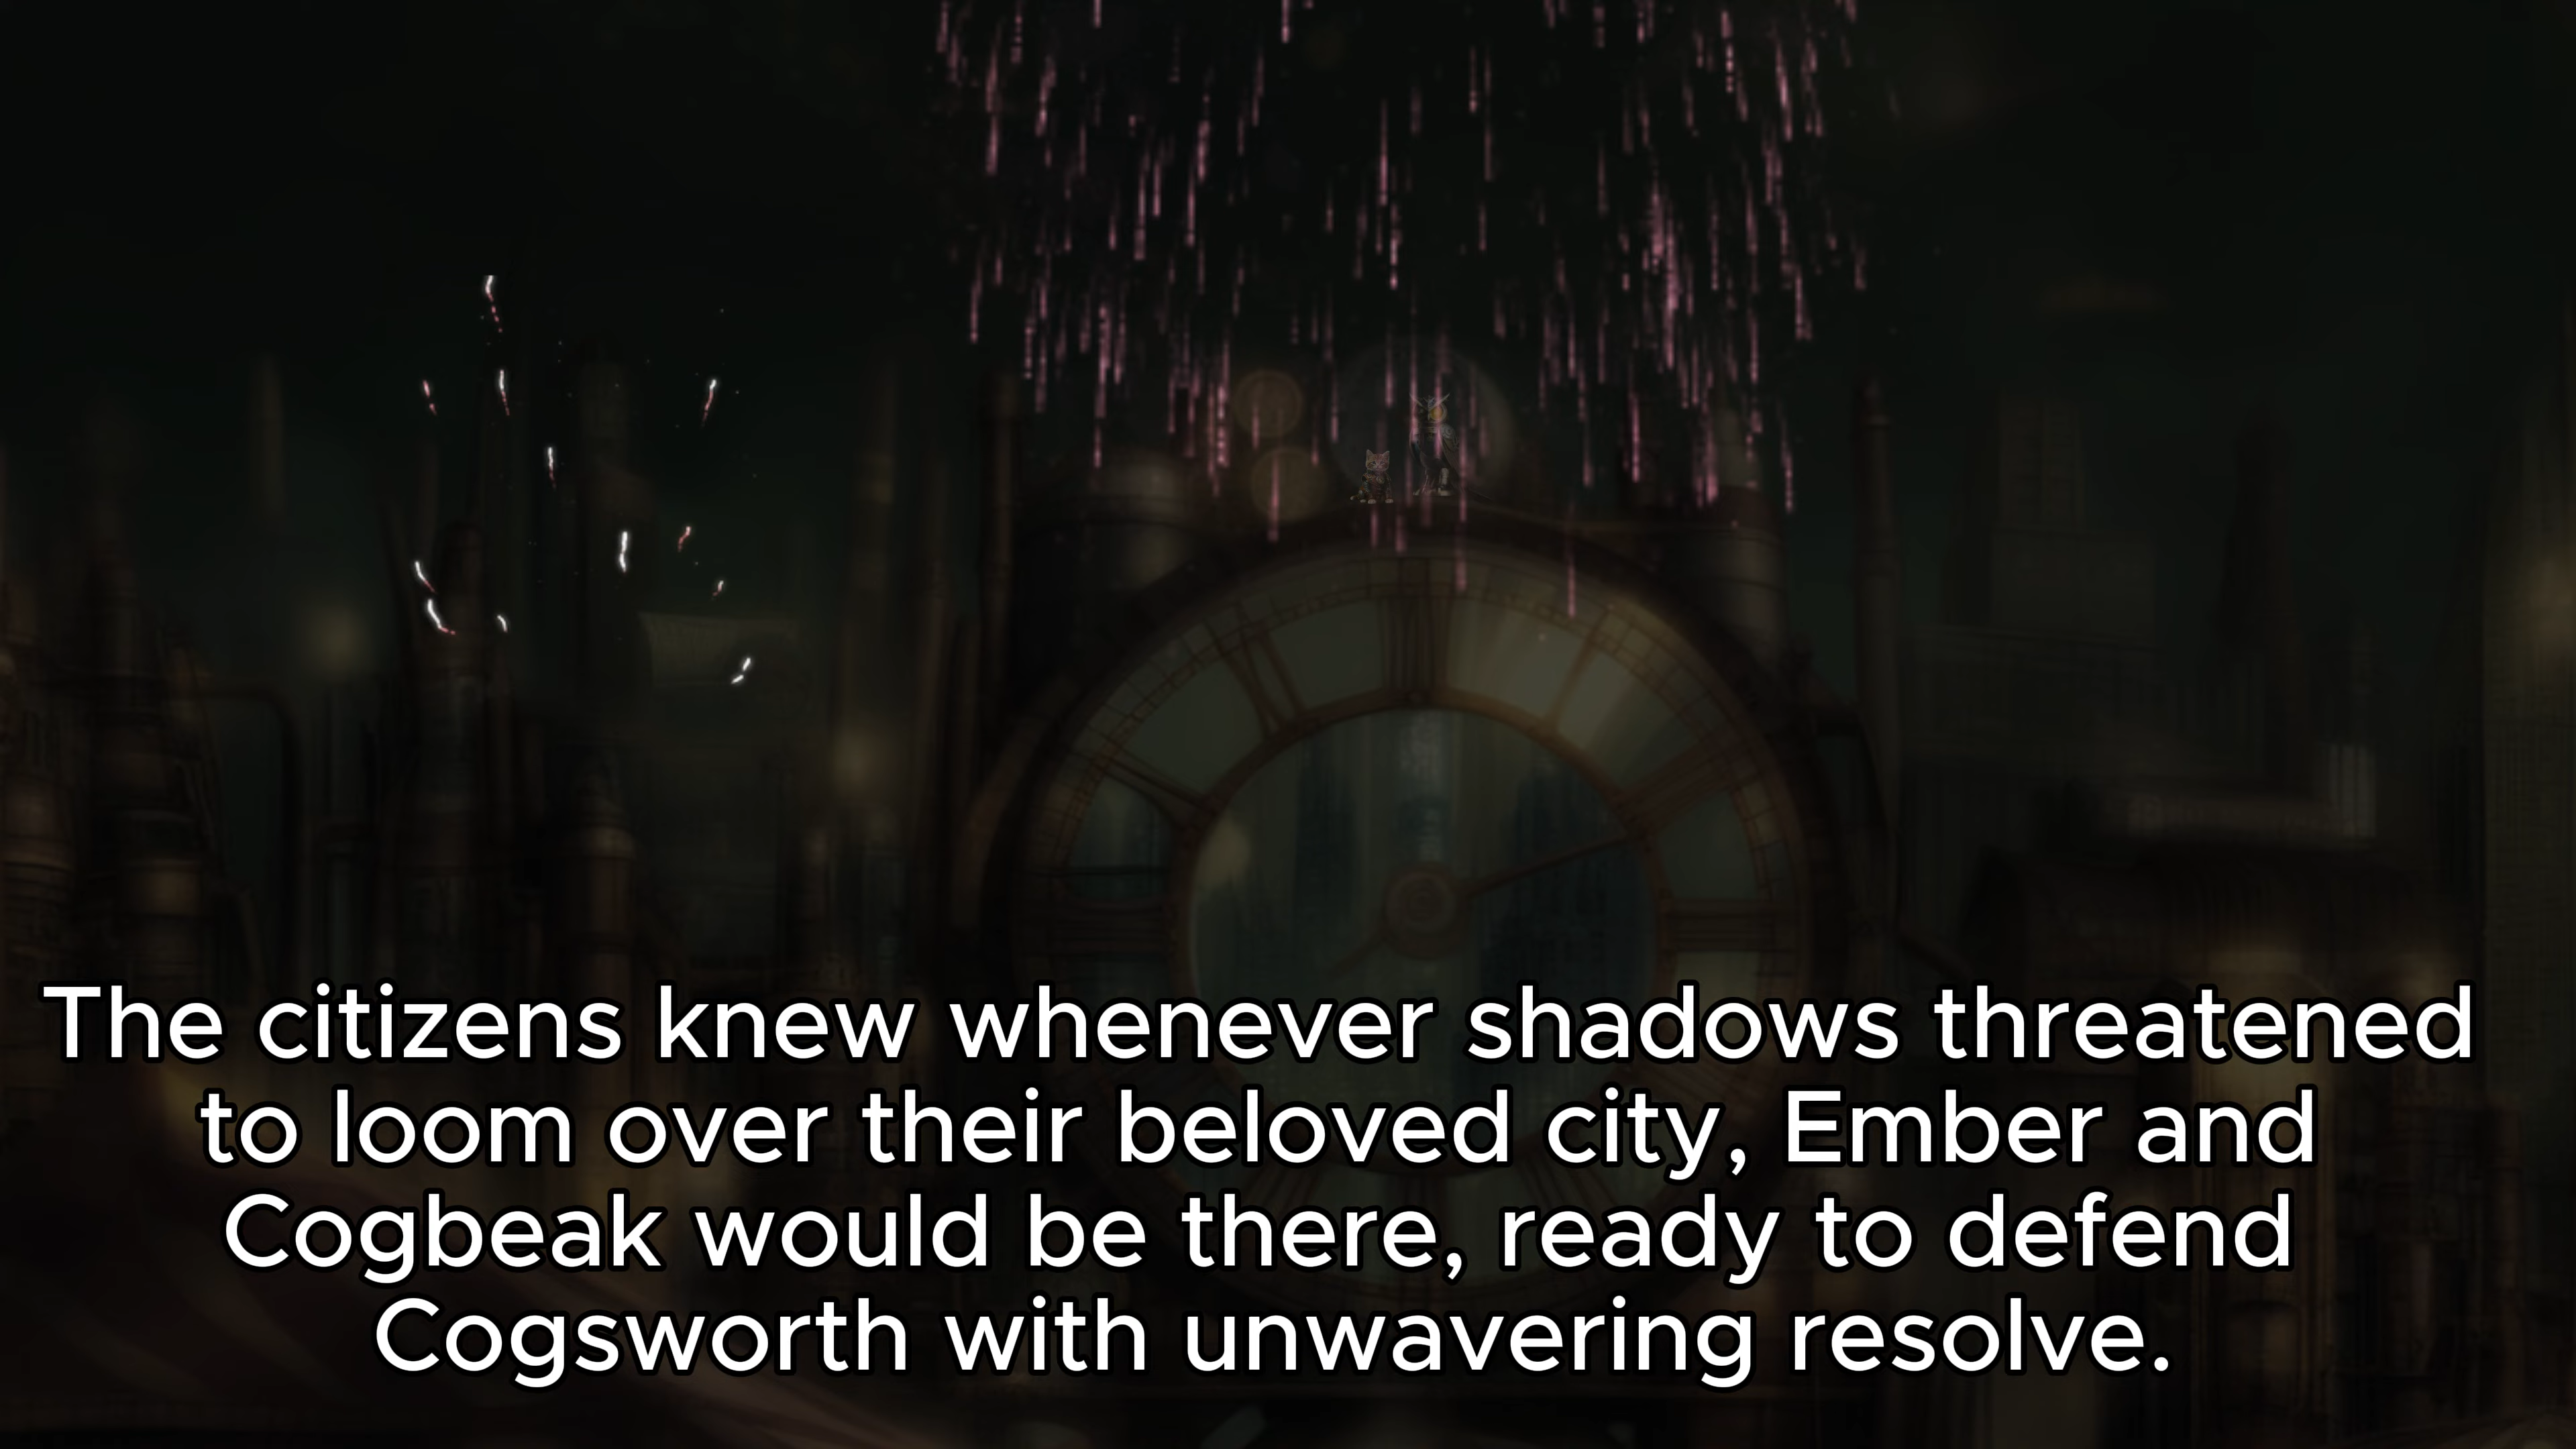 The citizens knew whenever shadows threatened
to loom over their beloved city, Ember and
Cogbeak would be there, ready to defend
Cogsworth with unwavering resolve.